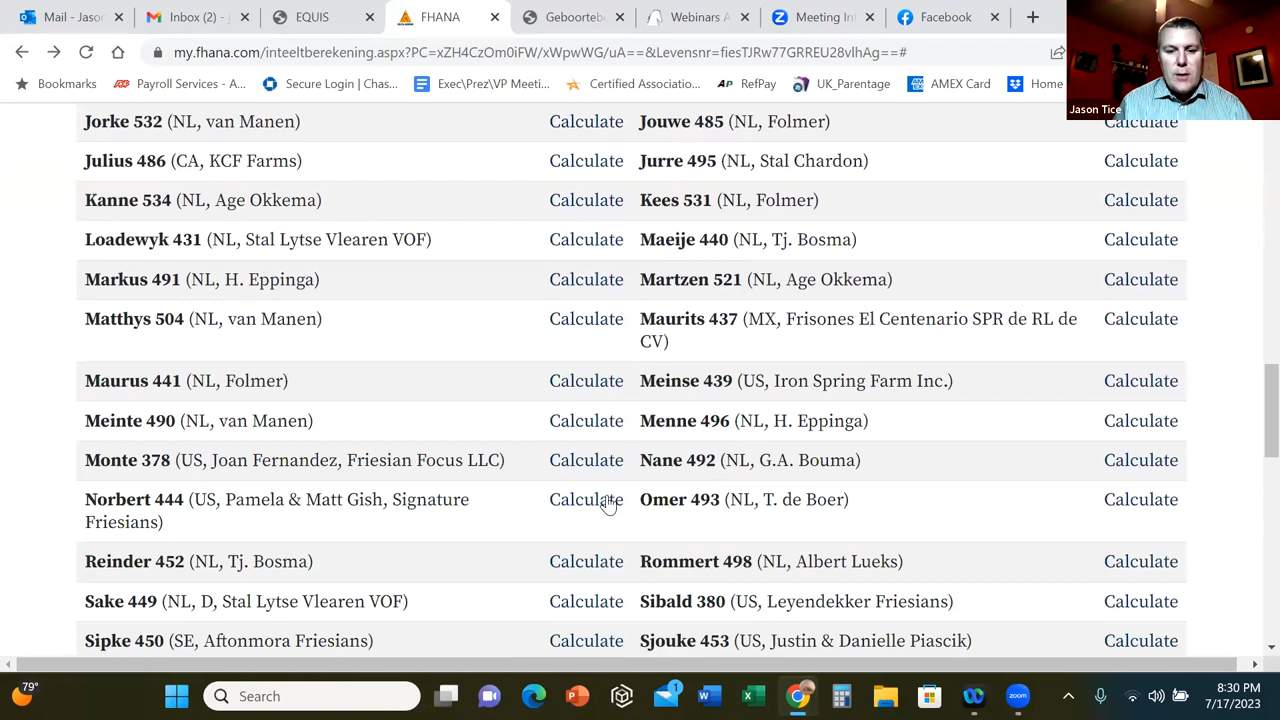 Mail - Jason Inbox (2) - j EQUIS FHANA Geboortebe Webinars A Meeting - Facebook
my.fhana.com/inteeltberekening.aspx?PC=xZH4CzOm0iFW/xWpwWG/uA==&Levensnr=fiesTJRw77GRREU28vlhAg==#
Bookmarks Payroll Services - A... Secure Login | Chas... Exec/Prez/VP Meeti... Certified Associatio... RefPay JK_Parentage AMEX Card Home
Jason Tice
Jorke 532 (NL, van Manen) Calculate Jouwe 485 (NL, Folmer) Calculate
Julius 486 (CA, KCF Farms) Calculate Jurre 495 (NL, Stal Chardon) Calculate
Kanne 534 (NL, Age Okkema) Calculate Kees 531 (NL, Folmer) Calculate
Loadewyk 431 (NL, Stal Lytse Vlearen VOF) Calculate Maeije 440 (NL, Tj. Bosma) Calculate
Markus 491 (NL, H. Eppinga) Calculate Martzen 521 (NL, Age Okkema) Calculate
Matthys 504 (NL, van Manen) Calculate Maurits 437 (MX, Frisones El Centenario SPR de RL de Calculate
CV)
Maurus 441 (NL, Folmer) Calculate Meinse 439 (US, Iron Spring Farm Inc.) Calculate
Meinte 490 (NL, van Manen) Calculate Menne 496 (NL, H. Eppinga) Calculate
Monte 378 (US, Joan Fernandez, Friesian Focus LLC) Calculate Nane 492 (NL, G.A. Bouma) Calculate
Norbert 444 (US, Pamela & Matt Gish, Signature Calculate Omer 493 (NL, T. de Boer) Calculate
Friesians)
Reinder 452 (NL, Tj. Bosma) Calculate Rommert 498 (NL, Albert Lueks) Calculate
Sake 449 (NL, D, Stal Lytse Vlearen VOF) Calculate Sibald 380 (US, Leyendekker Friesians) Calculate
Sipke 450 (SE, Aftonmora Friesians) Calculate Sjouke 453 (US, Justin & Danielle Piascik) Calculate
79° Search 1 zoom 8:30 PM
7/17/2023